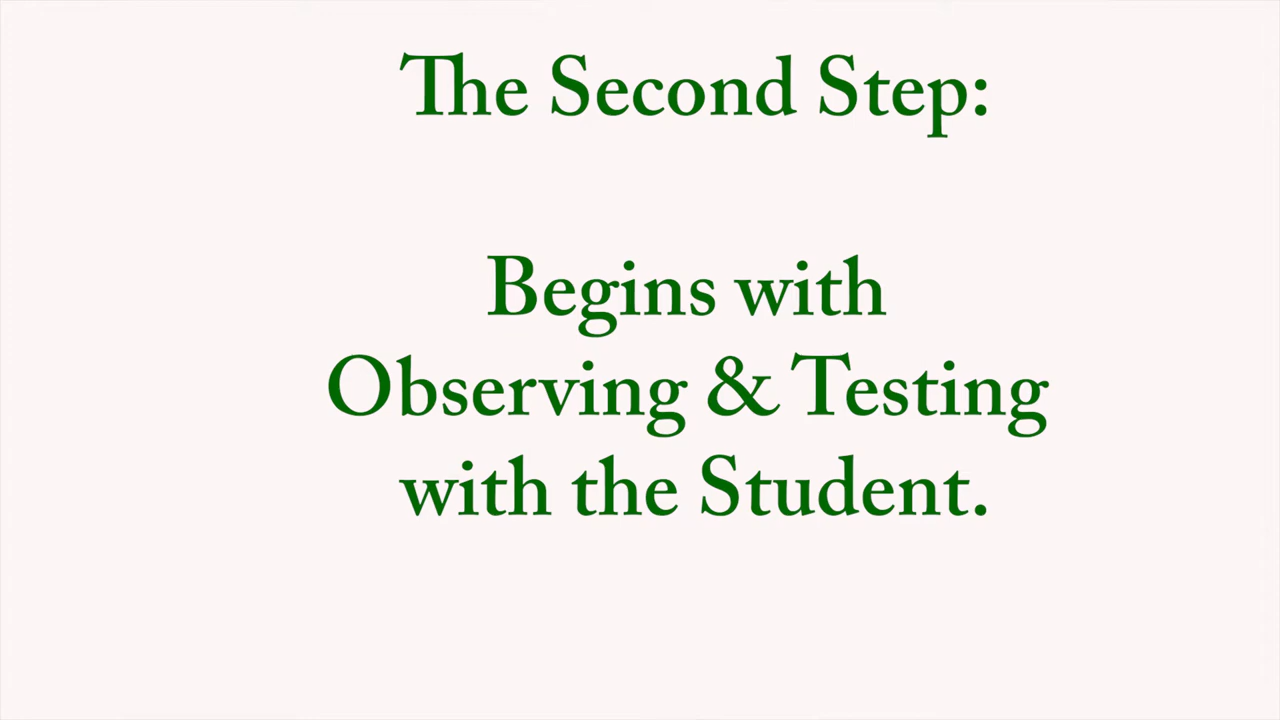 The Second Step:
Begins with
Observing & Testing
with the Student.